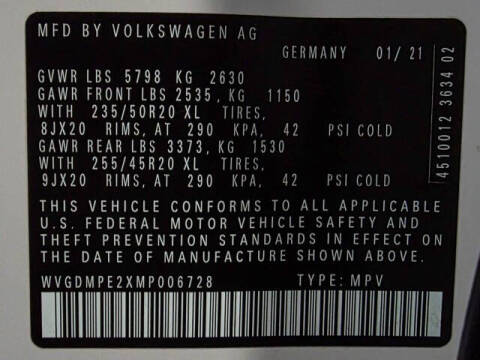 MFD BY VOLKSWAGEN AG
GERMANY 01/ 21
GVWR LBS 5798 KG 2630
GAWR FRONT LBS 2535, KG 1150
WITH 235/50R20 XL TIRES,
8JX20 RIMS, AT 290 KPA, 42 PSI COLD
GAWR REAR LBS 3373, KG 1530
WITH 255/45R20 XL TIRES,
9JX20 RIMS, AT 290 KPA, 42 PSI COLD
THIS VEHICLE CONFORMS TO ALL APPLICABLE
U.S. FEDERAL MOTOR VEHICLE SAFETY AND
THEFT PREVENTION STANDARDS IN EFFECT ON
THE DATE OF MANUFACTURE SHOWN ABOVE.
WVGDMPE2XMP006728 TYPE: MPV
4510012 3634 02